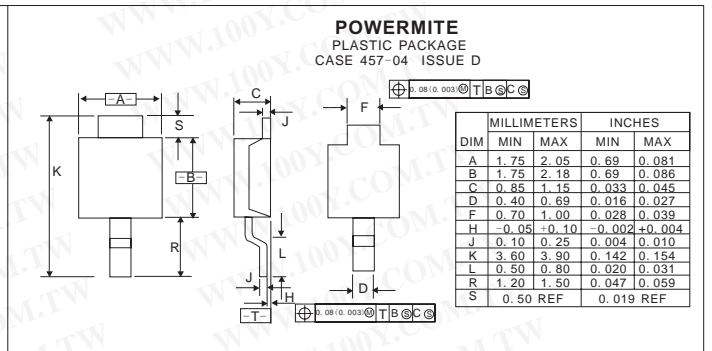 POWERMITE
PLASTIC PACKAGE
CASE 457-04 ISSUE D
⌖ 0.08(0.003)Ⓜ T B Ⓢ C Ⓢ
-A-
C
F
S
J
K
-B-
R
L
J
H
D
-T-
⌖ 0.08(0.003)Ⓜ T B Ⓢ C Ⓢ
MILLIMETERS INCHES
DIM MIN MAX MIN MAX
A 1.75 2.05 0.69 0.081
B 1.75 2.18 0.69 0.086
C 0.85 1.15 0.033 0.045
D 0.40 0.69 0.016 0.027
F 0.70 1.00 0.028 0.039
H -0.05 +0.10 -0.002 +0.004
J 0.10 0.25 0.004 0.010
K 3.60 3.90 0.142 0.154
L 0.50 0.80 0.020 0.031
R 1.20 1.50 0.047 0.059
S 0.50 REF 0.019 REF
WWW.100Y.COM.TW